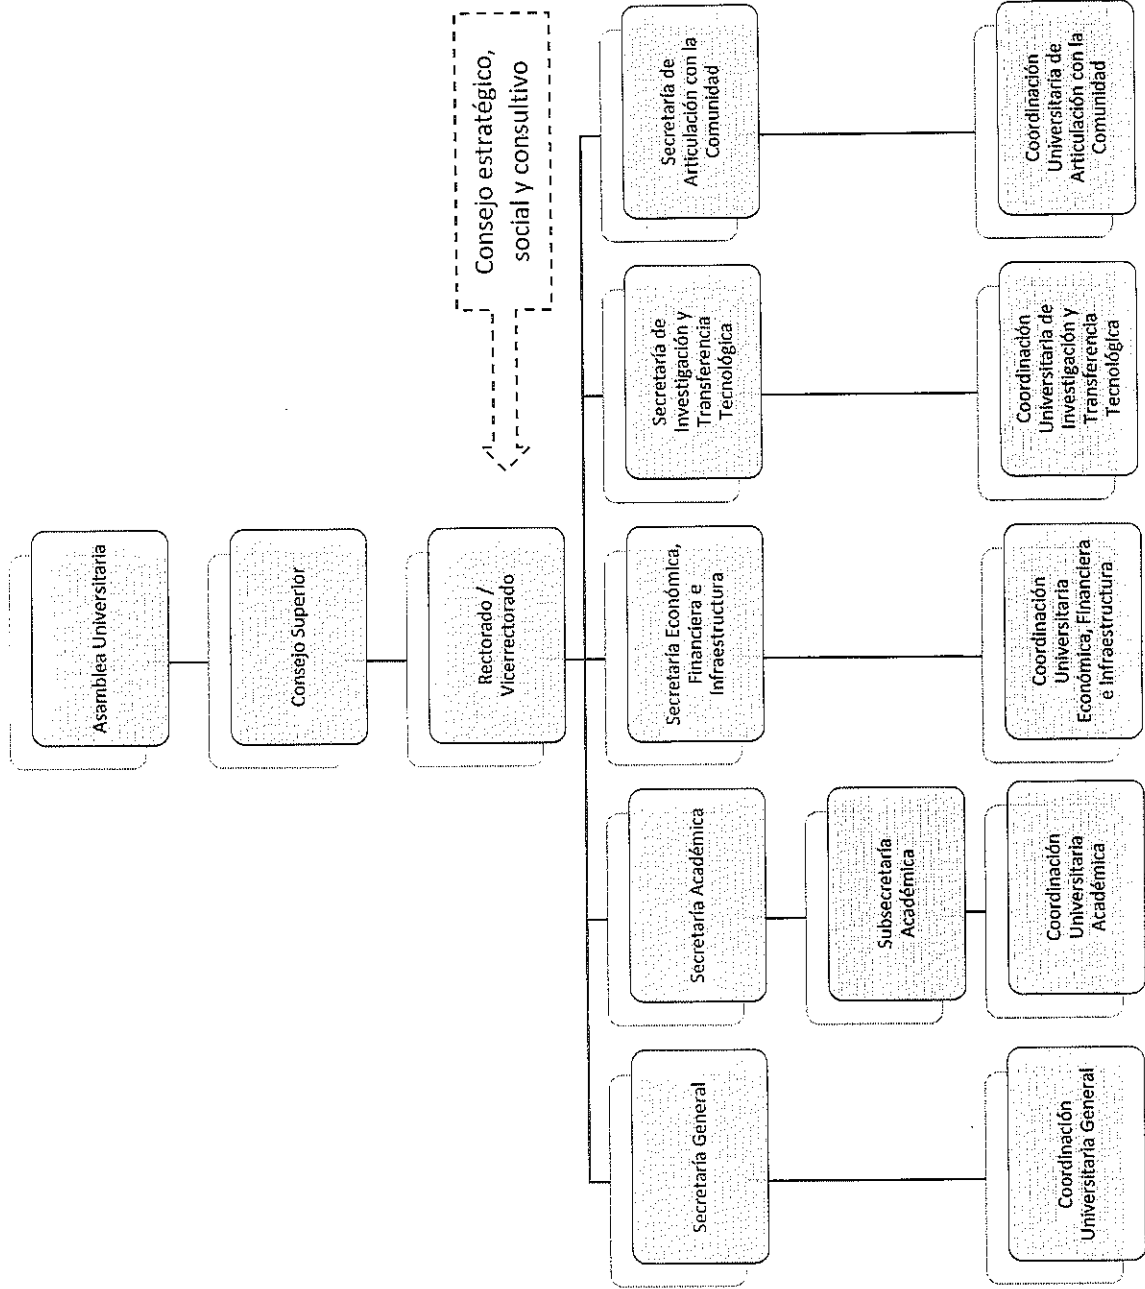 Asamblea Universitaria
Consejo Superior
Rectorado /
Vicerrectorado
Consejo estratégico,
social y consultivo
Secretaría General
Secretaría Académica
Secretaría Económica,
Financiera e
Infraestructura
Secretaría de
Investigación y
Transferencia
Tecnológica
Secretaría de
Articulación con la
Comunidad
Subsecretaría
Académica
Coordinación
Universitaria General
Coordinación
Universitaria
Académica
Coordinación
Universitaria
Económica, Financiera
e Infraestructura
Coordinación
Universitaria de
Investigación y
Transferencia
Tecnológica
Coordinación
Universitaria de
Articulación con la
Comunidad